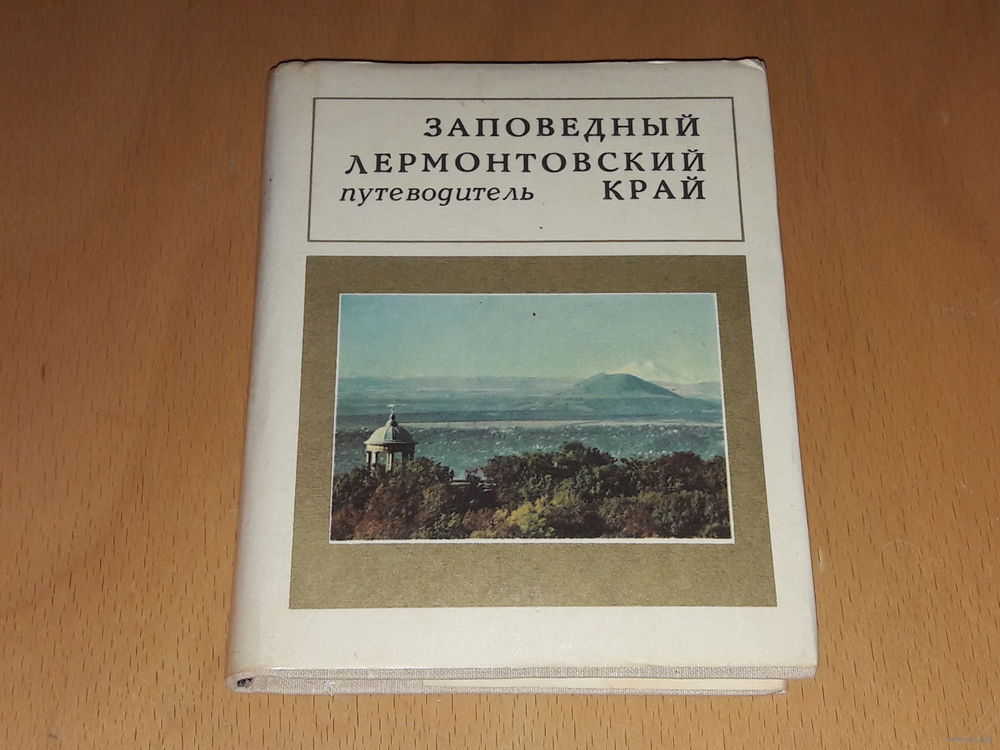 ЗАПОВЕДНЫЙ
ЛЕРМОНТОВСКИЙ
путеводитель КРАЙ